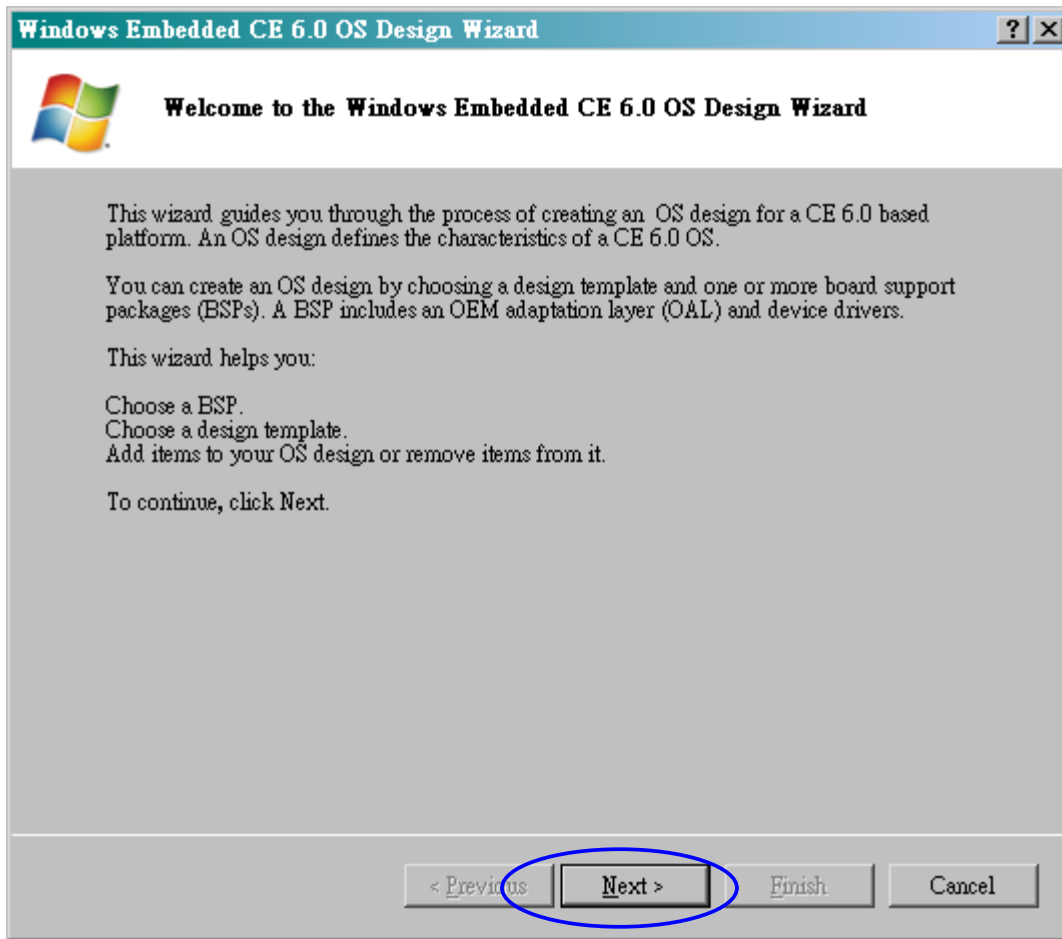 Windows Embedded CE 6.0 OS Design Wizard
Welcome to the Windows Embedded CE 6.0 OS Design Wizard
This wizard guides you through the process of creating an  OS design for a CE 6.0 based
platform. An OS design defines the characteristics of a CE 6.0 OS.
You can create an OS design by choosing a design template and one or more board support
packages (BSPs). A BSP includes an OEM adaptation layer (OAL) and device drivers.
This wizard helps you:
Choose a BSP.
Choose a design template.
Add items to your OS design or remove items from it.
To continue, click Next.
< Previous Next > Finish Cancel